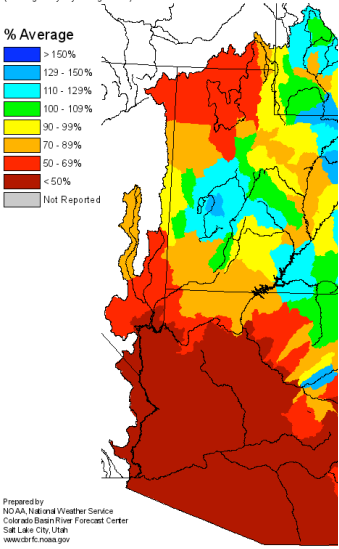 % Average
> 150%
129 - 150%
110 - 129%
100 - 109%
90 - 99%
70 - 89%
50 - 69%
< 50%
Not Reported
Prepared by
NOAA, National Weather Service
Colorado Basin River Forecast Center
Salt Lake City, Utah
www.cbrfc.noaa.gov